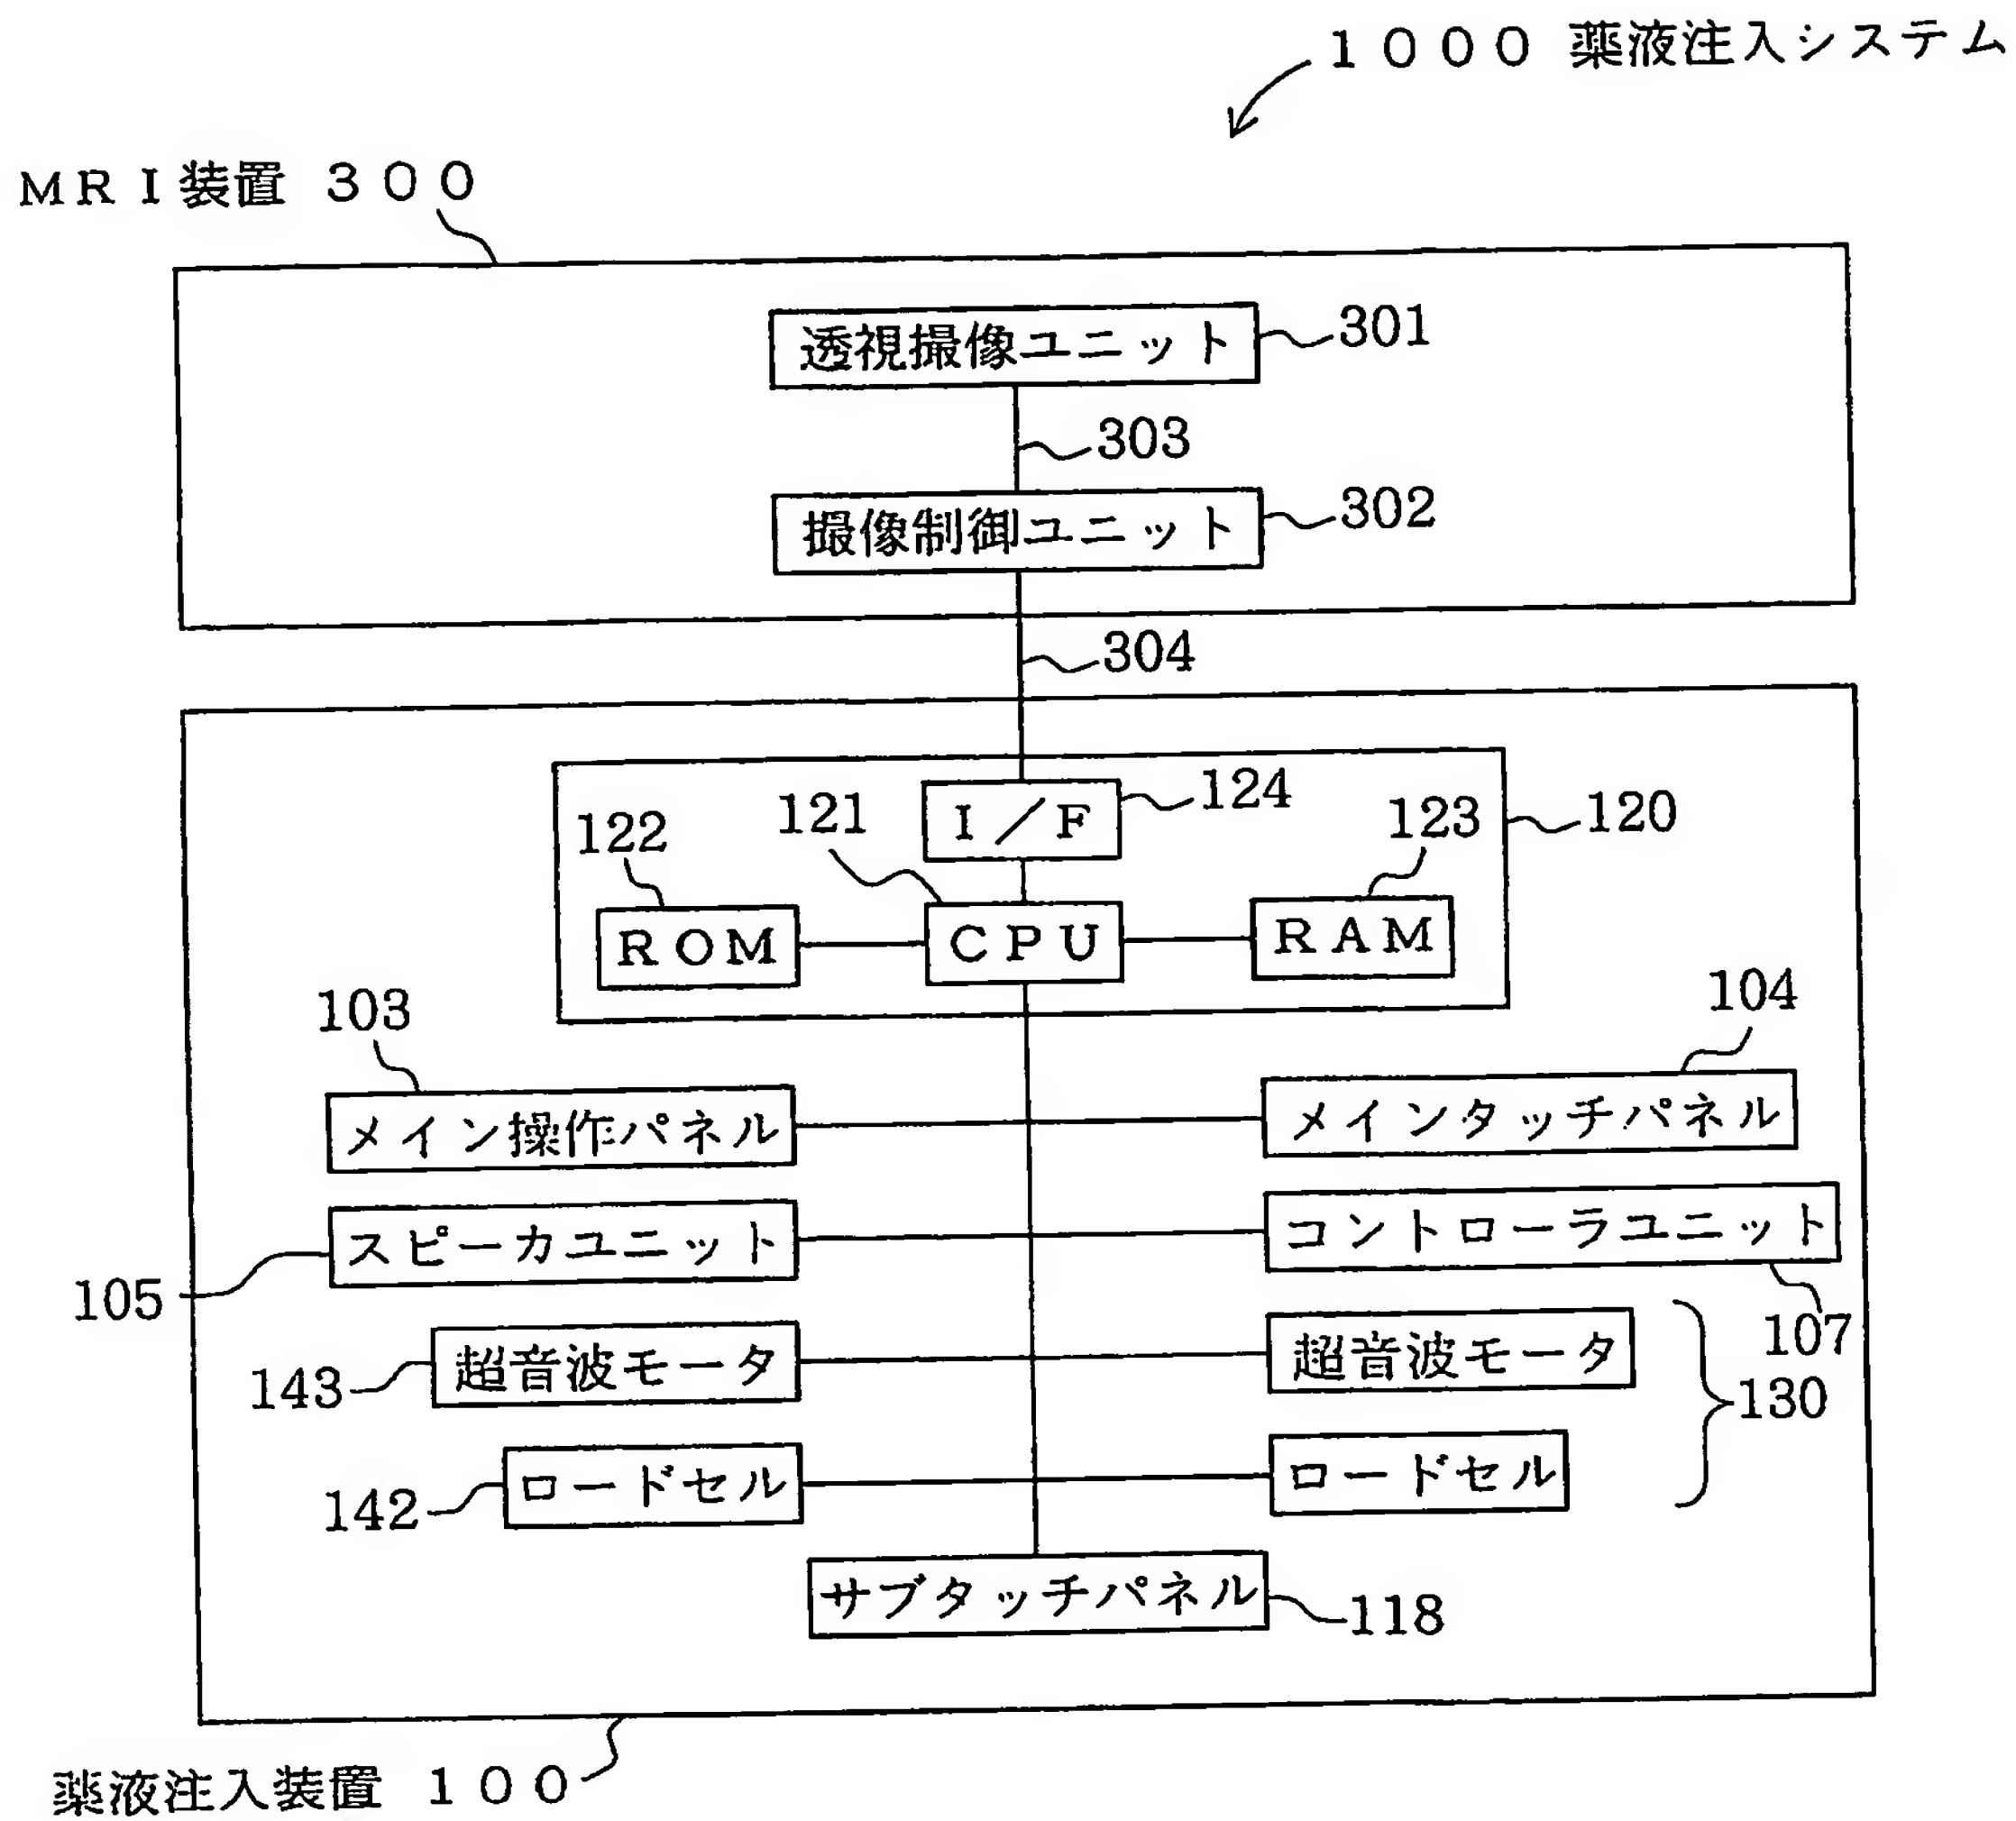 1000 薬液注入システム
MRI装置 300
透視撮像ユニット
301
303
撮像制御ユニット
302
304
I/F
124
121
122
123
120
ROM
CPU
RAM
103
104
メイン操作パネル
メインタッチパネル
スピーカユニット
コントローラユニット
105
107
超音波モータ
超音波モータ
143
130
ロードセル
ロードセル
142
サブタッチパネル
118
薬液注入装置 100